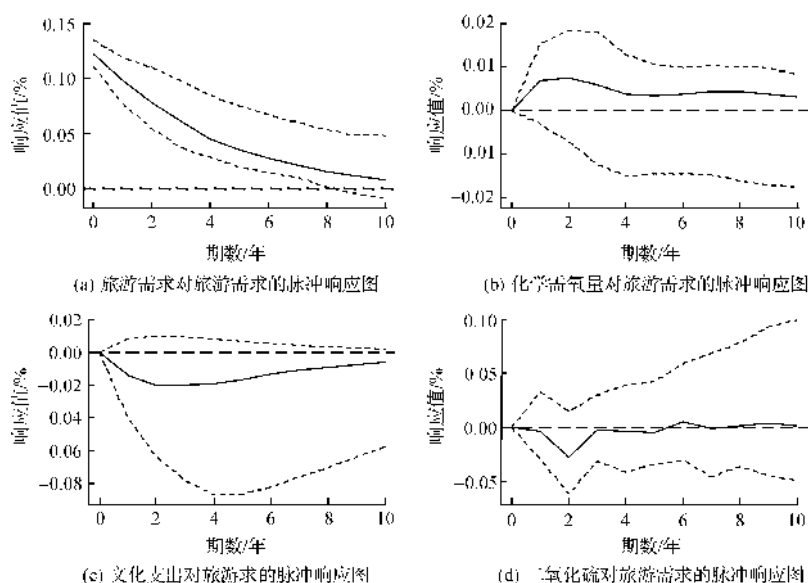 0.15
0.10
0.05
0.00
响应值/%
0 2 4 6 8 10
期数/年
(a) 旅游需求对旅游需求的脉冲响应图
0.02
0.01
0.00
0.01
-0.02
响应值/%
0 2 4 6 8 10
期数/年
(b) 化学需氧量对旅游需求的脉冲响应图
0.02
0.00
-0.02
-0.04
0.06
-0.08
响应值/%
0 2 4 6 8 10
期数/年
(c) 文化支出对旅游求的脉冲响应图
0.10
0.05
0.00
-0.05
响应值/%
0 2 4 6 8 10
期数/年
(d) 二氧化硫对旅游需求的脉冲响应图